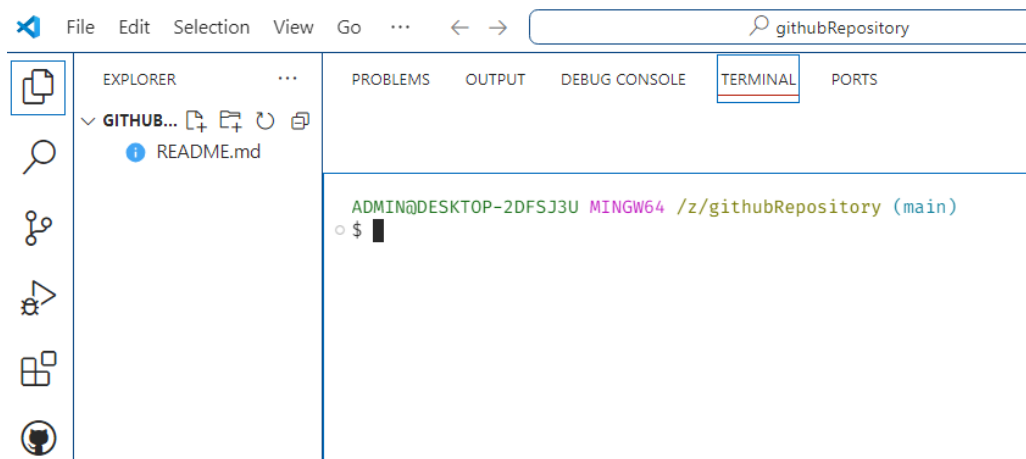 File Edit Selection View Go ··· githubRepository
EXPLORER ···
GITHUB...
README.md
PROBLEMS OUTPUT DEBUG CONSOLE TERMINAL PORTS
ADMIN@DESKTOP-2DFSJ3U MINGW64 /z/githubRepository (main)
$